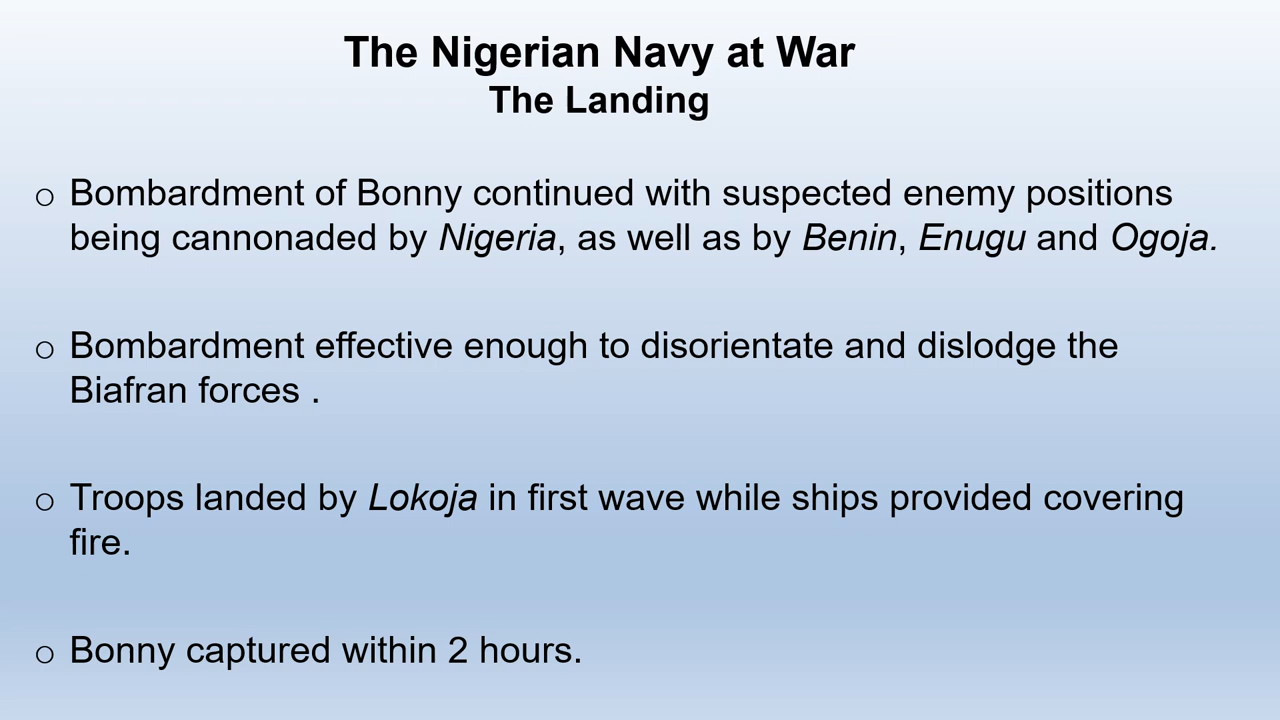 The Nigerian Navy at War
The Landing
o Bombardment of Bonny continued with suspected enemy positions
being cannonaded by Nigeria, as well as by Benin, Enugu and Ogoja.
o Bombardment effective enough to disorientate and dislodge the
Biafran forces .
o Troops landed by Lokoja in first wave while ships provided covering
fire.
o Bonny captured within 2 hours.